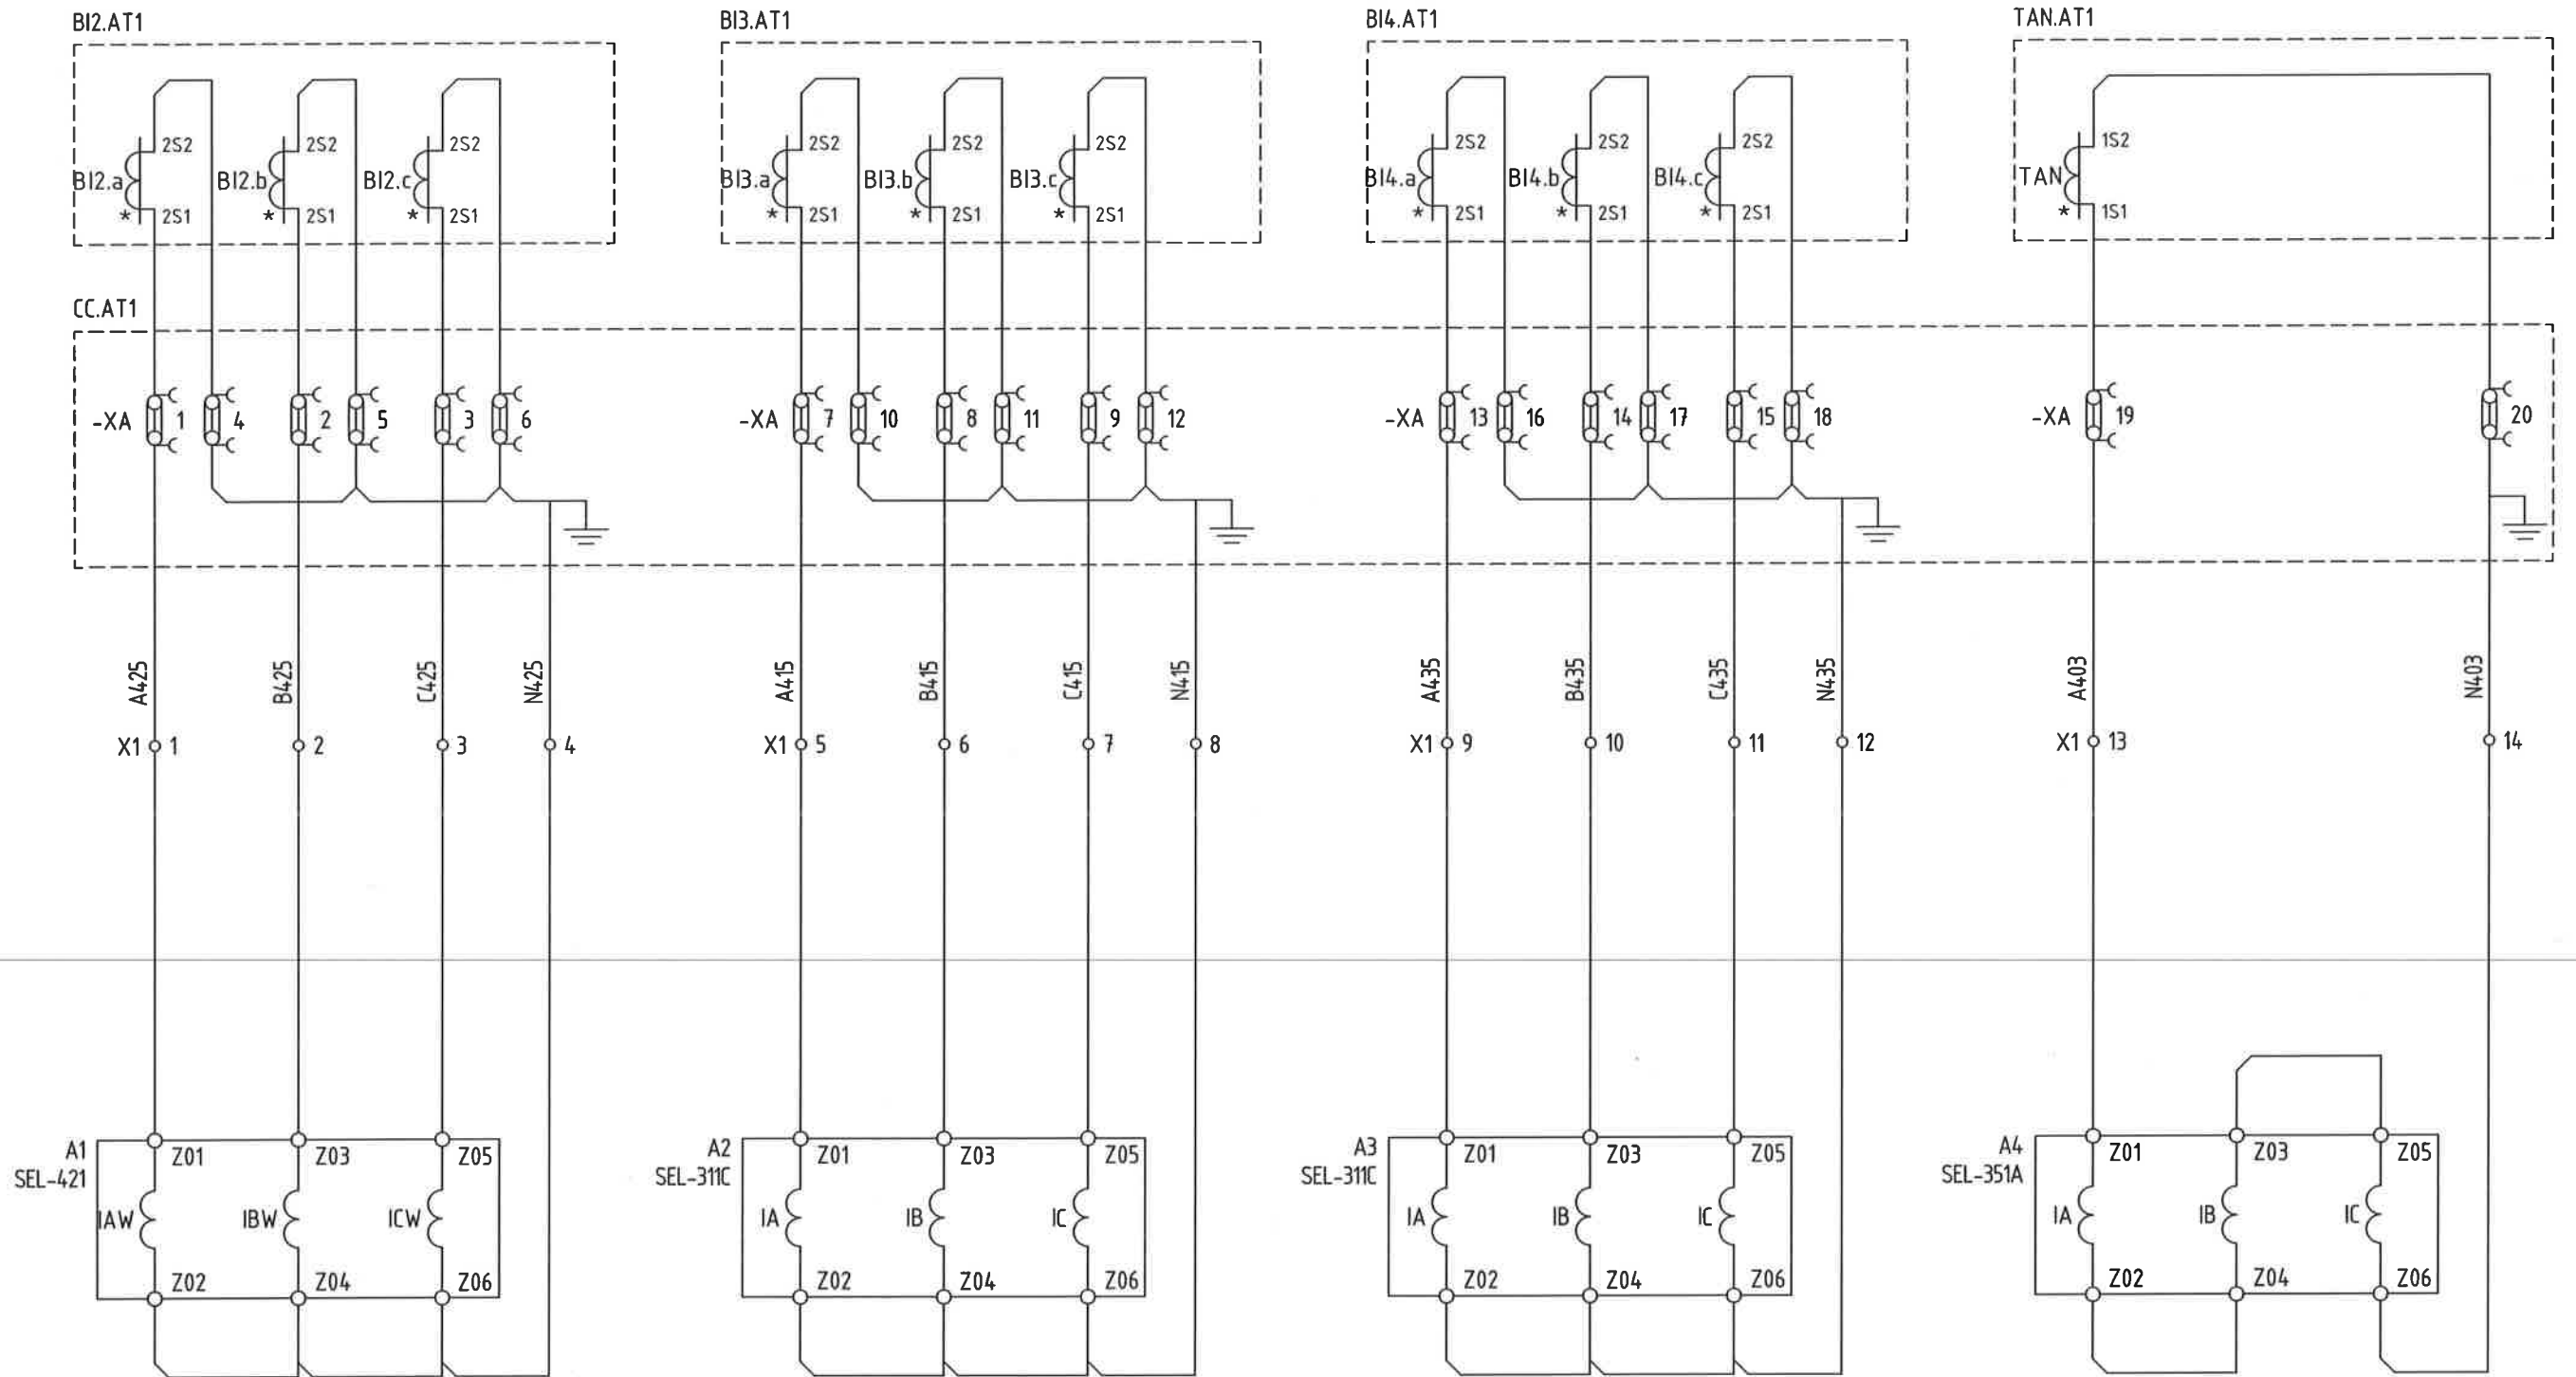 BI2.AT1 BI3.AT1 BI4.AT1 TAN.AT1
2S2 2S2 2S2 2S2 2S2 2S2 2S2 2S2 2S2 1S2
BI2.a BI2.b BI2.c BI3.a BI3.b BI3.c BI4.a BI4.b BI4.c TAN
* 2S1 * 2S1 * 2S1 * 2S1 * 2S1 * 2S1 * 2S1 * 2S1 * 2S1 * 1S1
CC.AT1
-XA 1 4 2 5 3 6 -XA 7 10 8 11 9 12 -XA 13 16 14 17 15 18 -XA 19 20
A425 B425 C425 N425 A415 B415 C415 N415 A435 B435 C435 N435 A403 N403
X1 1 2 3 4 X1 5 6 7 8 X1 9 10 11 12 X1 13 14
A1 Z01 Z03 Z05 A2 Z01 Z03 Z05 A3 Z01 Z03 Z05 A4 Z01 Z03 Z05
SEL-421 SEL-311C SEL-311C SEL-351A
IAW IBW ICW IA IB IC IA IB IC IA IB IC
Z02 Z04 Z06 Z02 Z04 Z06 Z02 Z04 Z06 Z02 Z04 Z06